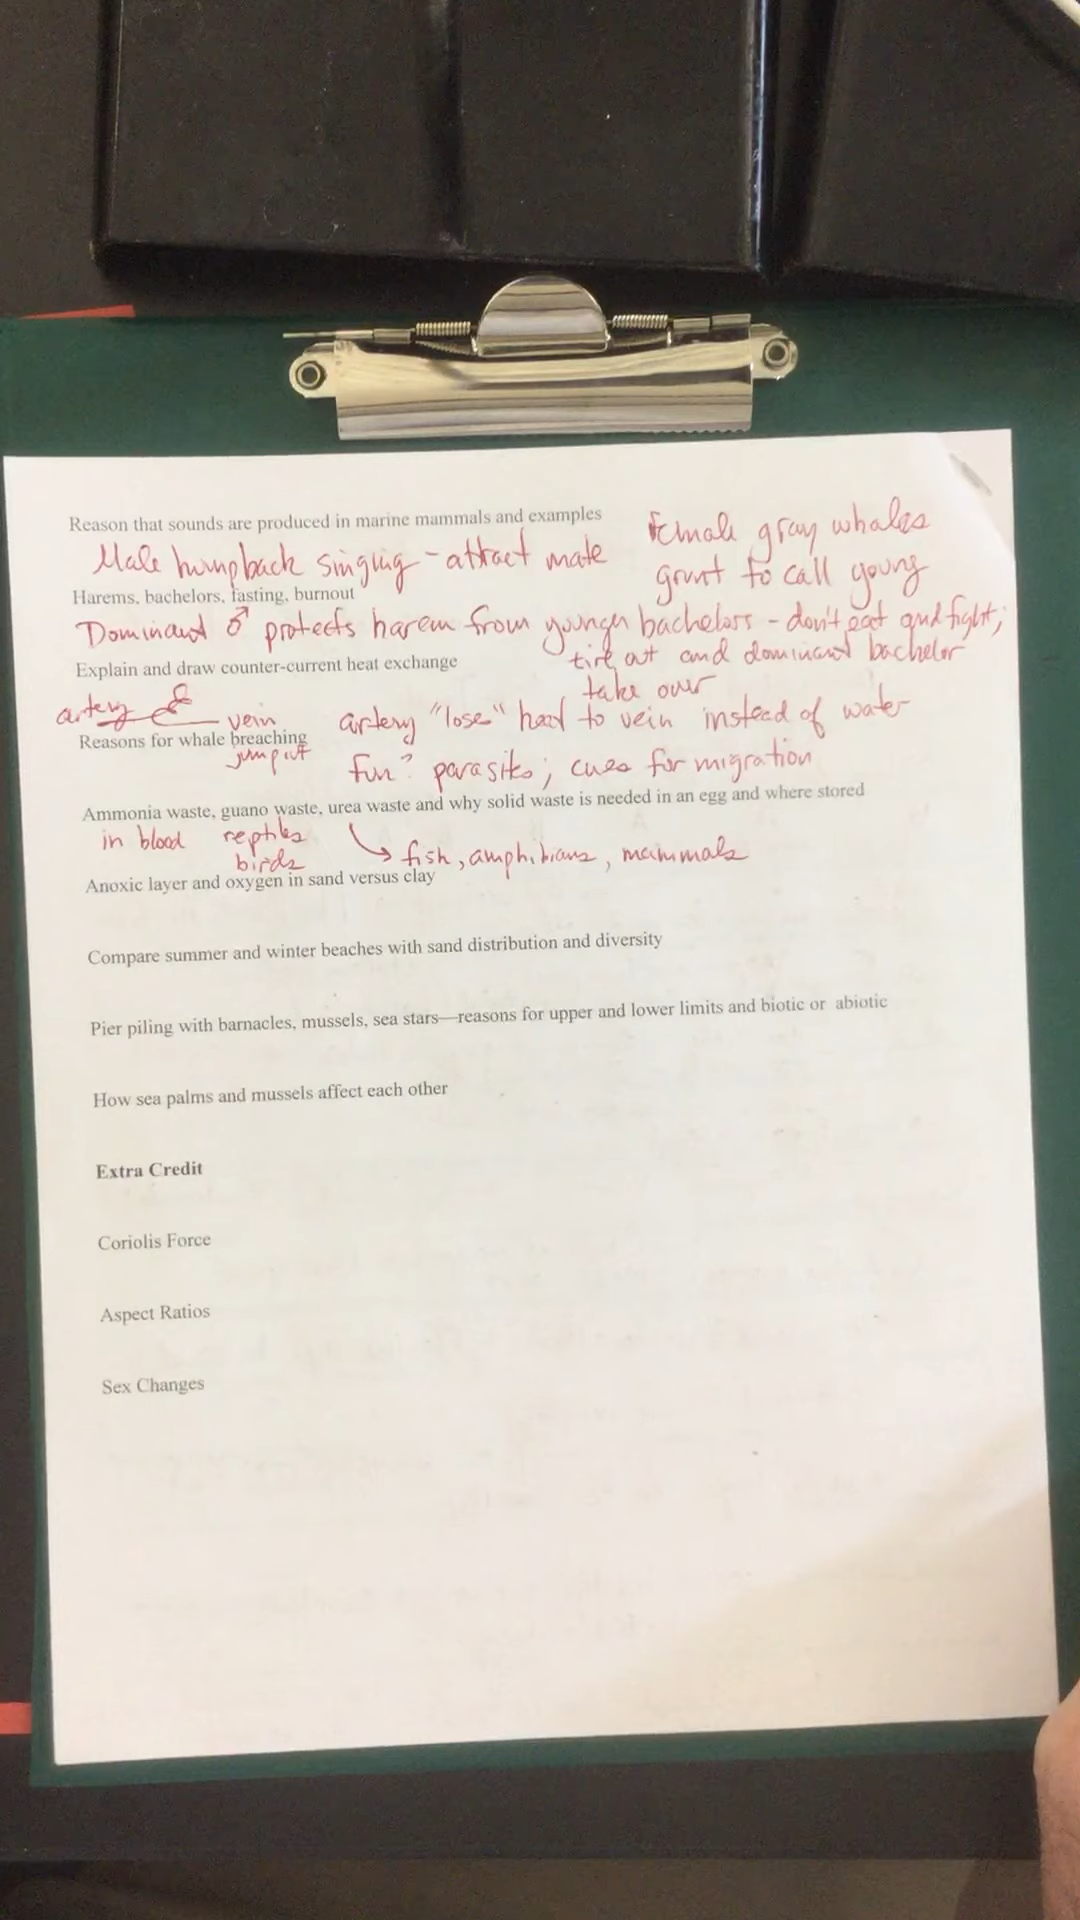 Reason that sounds are produced in marine mammals and examples
Male humpback singing - attract mate
Female gray whales
grunt to call young
Harems, bachelors, fasting, burnout
Dominant ♂ protects harem from younger bachelors - don't eat and fight;
tire out and dominant bachelor
take over
Explain and draw counter-current heat exchange
artery
vein
artery "lose" heat to vein instead of water
Reasons for whale breaching
jump out
fun? parasites; cues for migration
Ammonia waste, guano waste, urea waste and why solid waste is needed in an egg and where stored
in blood
reptiles
birds
fish, amphibians, mammals
Anoxic layer and oxygen in sand versus clay
Compare summer and winter beaches with sand distribution and diversity
Pier piling with barnacles, mussels, sea stars—reasons for upper and lower limits and biotic or abiotic
How sea palms and mussels affect each other
Extra Credit
Coriolis Force
Aspect Ratios
Sex Changes